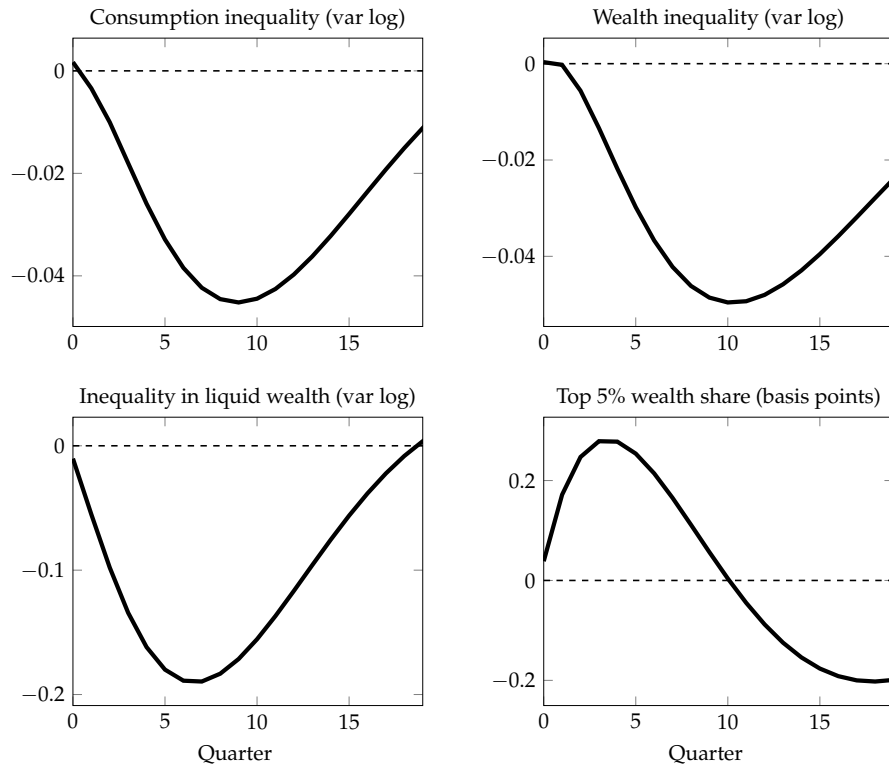 Consumption inequality (var log)
0
−0.02
−0.04
0 5 10 15
Wealth inequality (var log)
0
−0.02
−0.04
0 5 10 15
Inequality in liquid wealth (var log)
0
−0.1
−0.2
0 5 10 15
Quarter
Top 5% wealth share (basis points)
0.2
0
−0.2
0 5 10 15
Quarter